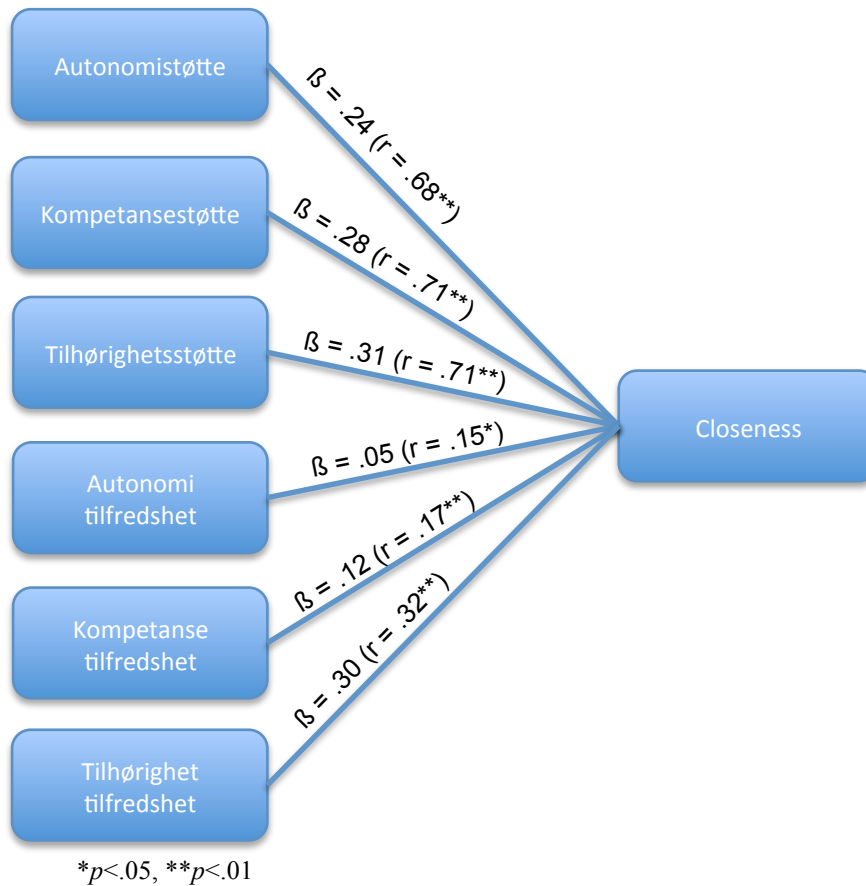 Autonomistøtte
ß = .24 (r = .68**)
Kompetansestøtte
ß = .28 (r = .71**)
Tilhørighetsstøtte
ß = .31 (r = .71**)
Closeness
Autonomi
tilfredshet
ß = .05 (r = .15*)
Kompetanse
tilfredshet
ß = .12 (r = .17**)
Tilhørighet
tilfredshet
ß = .30 (r = .32**)
*p<.05, **p<.01